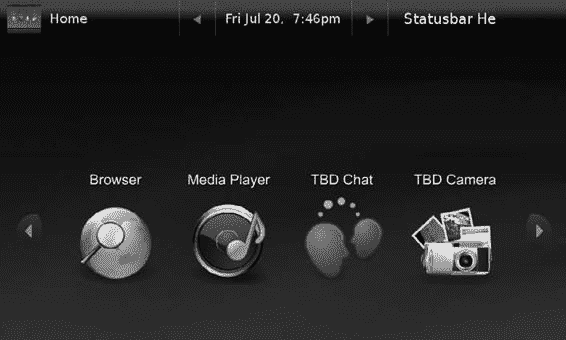 Home
Fri Jul 20, 7:46pm
Statusbar He
Browser
Media Player
TBD Chat
TBD Camera